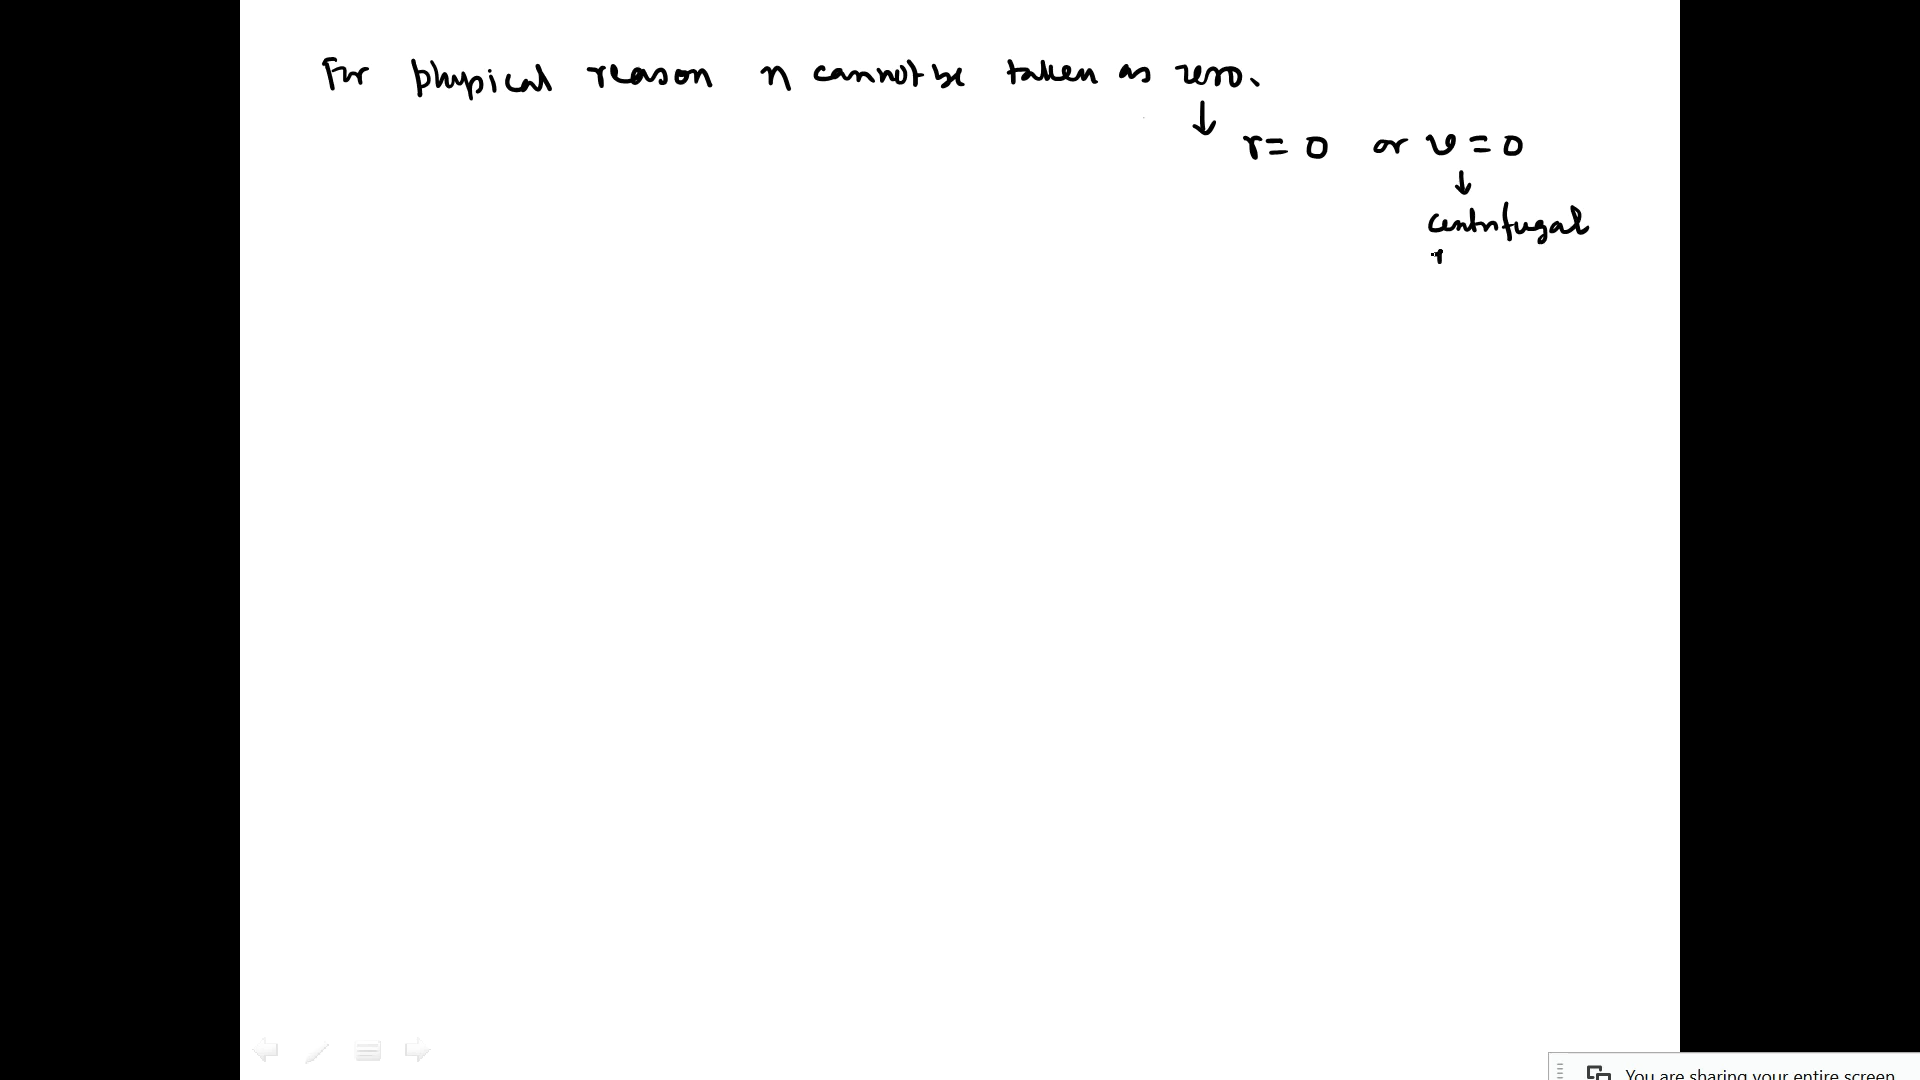 For physical reason n cannot be taken as zero.
↓
r = 0 or v = 0
↓
centrifugal
You are sharing your entire screen